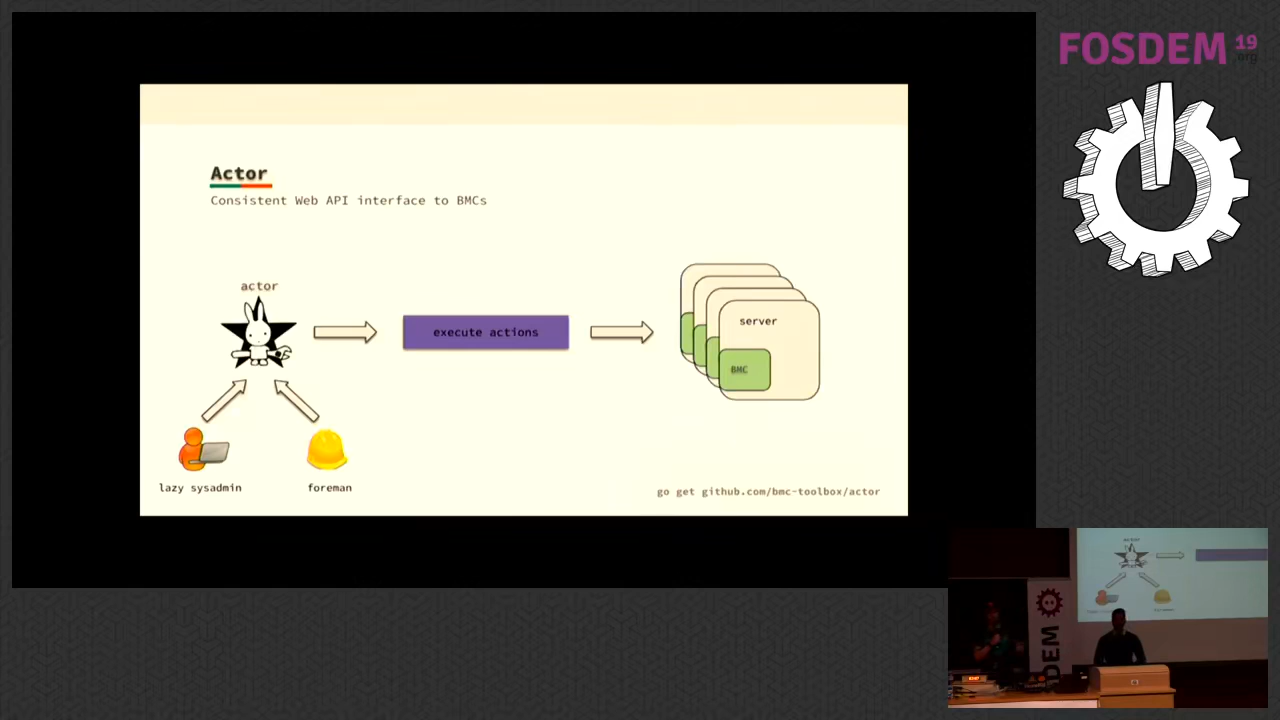 FOSDEM 19
.org
Actor
Consistent Web API interface to BMCs
actor
execute actions
server
BMC
lazy sysadmin
foreman
go get github.com/bmc-toolbox/actor